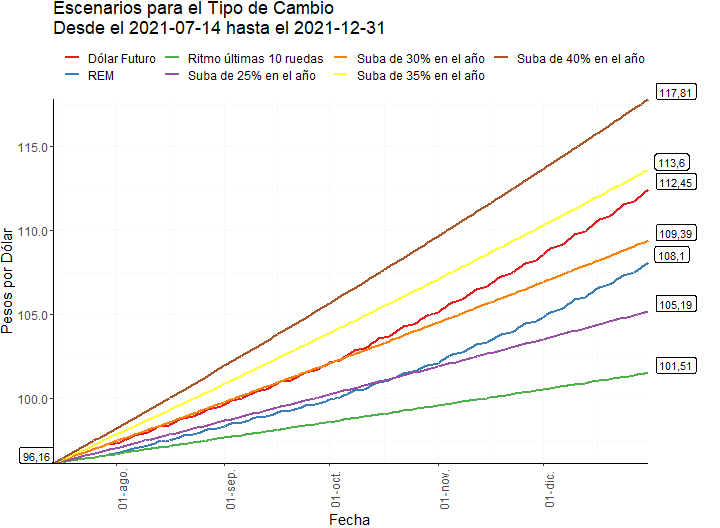 Escenarios para el Tipo de Cambio
Desde el 2021-07-14 hasta el 2021-12-31
Dólar Futuro Ritmo últimas 10 ruedas Suba de 30% en el año Suba de 40% en el año
REM Suba de 25% en el año Suba de 35% en el año
117,81
115.0
113,6
112,45
110.0
109,39
108,1
105.0
105,19
101,51
100.0
96,16
Pesos por Dólar
01-ago.
01-sep.
01-oct.
01-nov.
01-dic.
Fecha